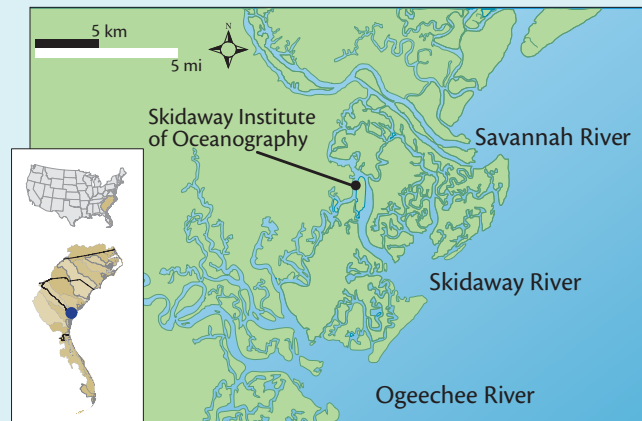 5 km
5 mi
N
Skidaway Institute
of Oceanography
Savannah River
Skidaway River
Ogeechee River